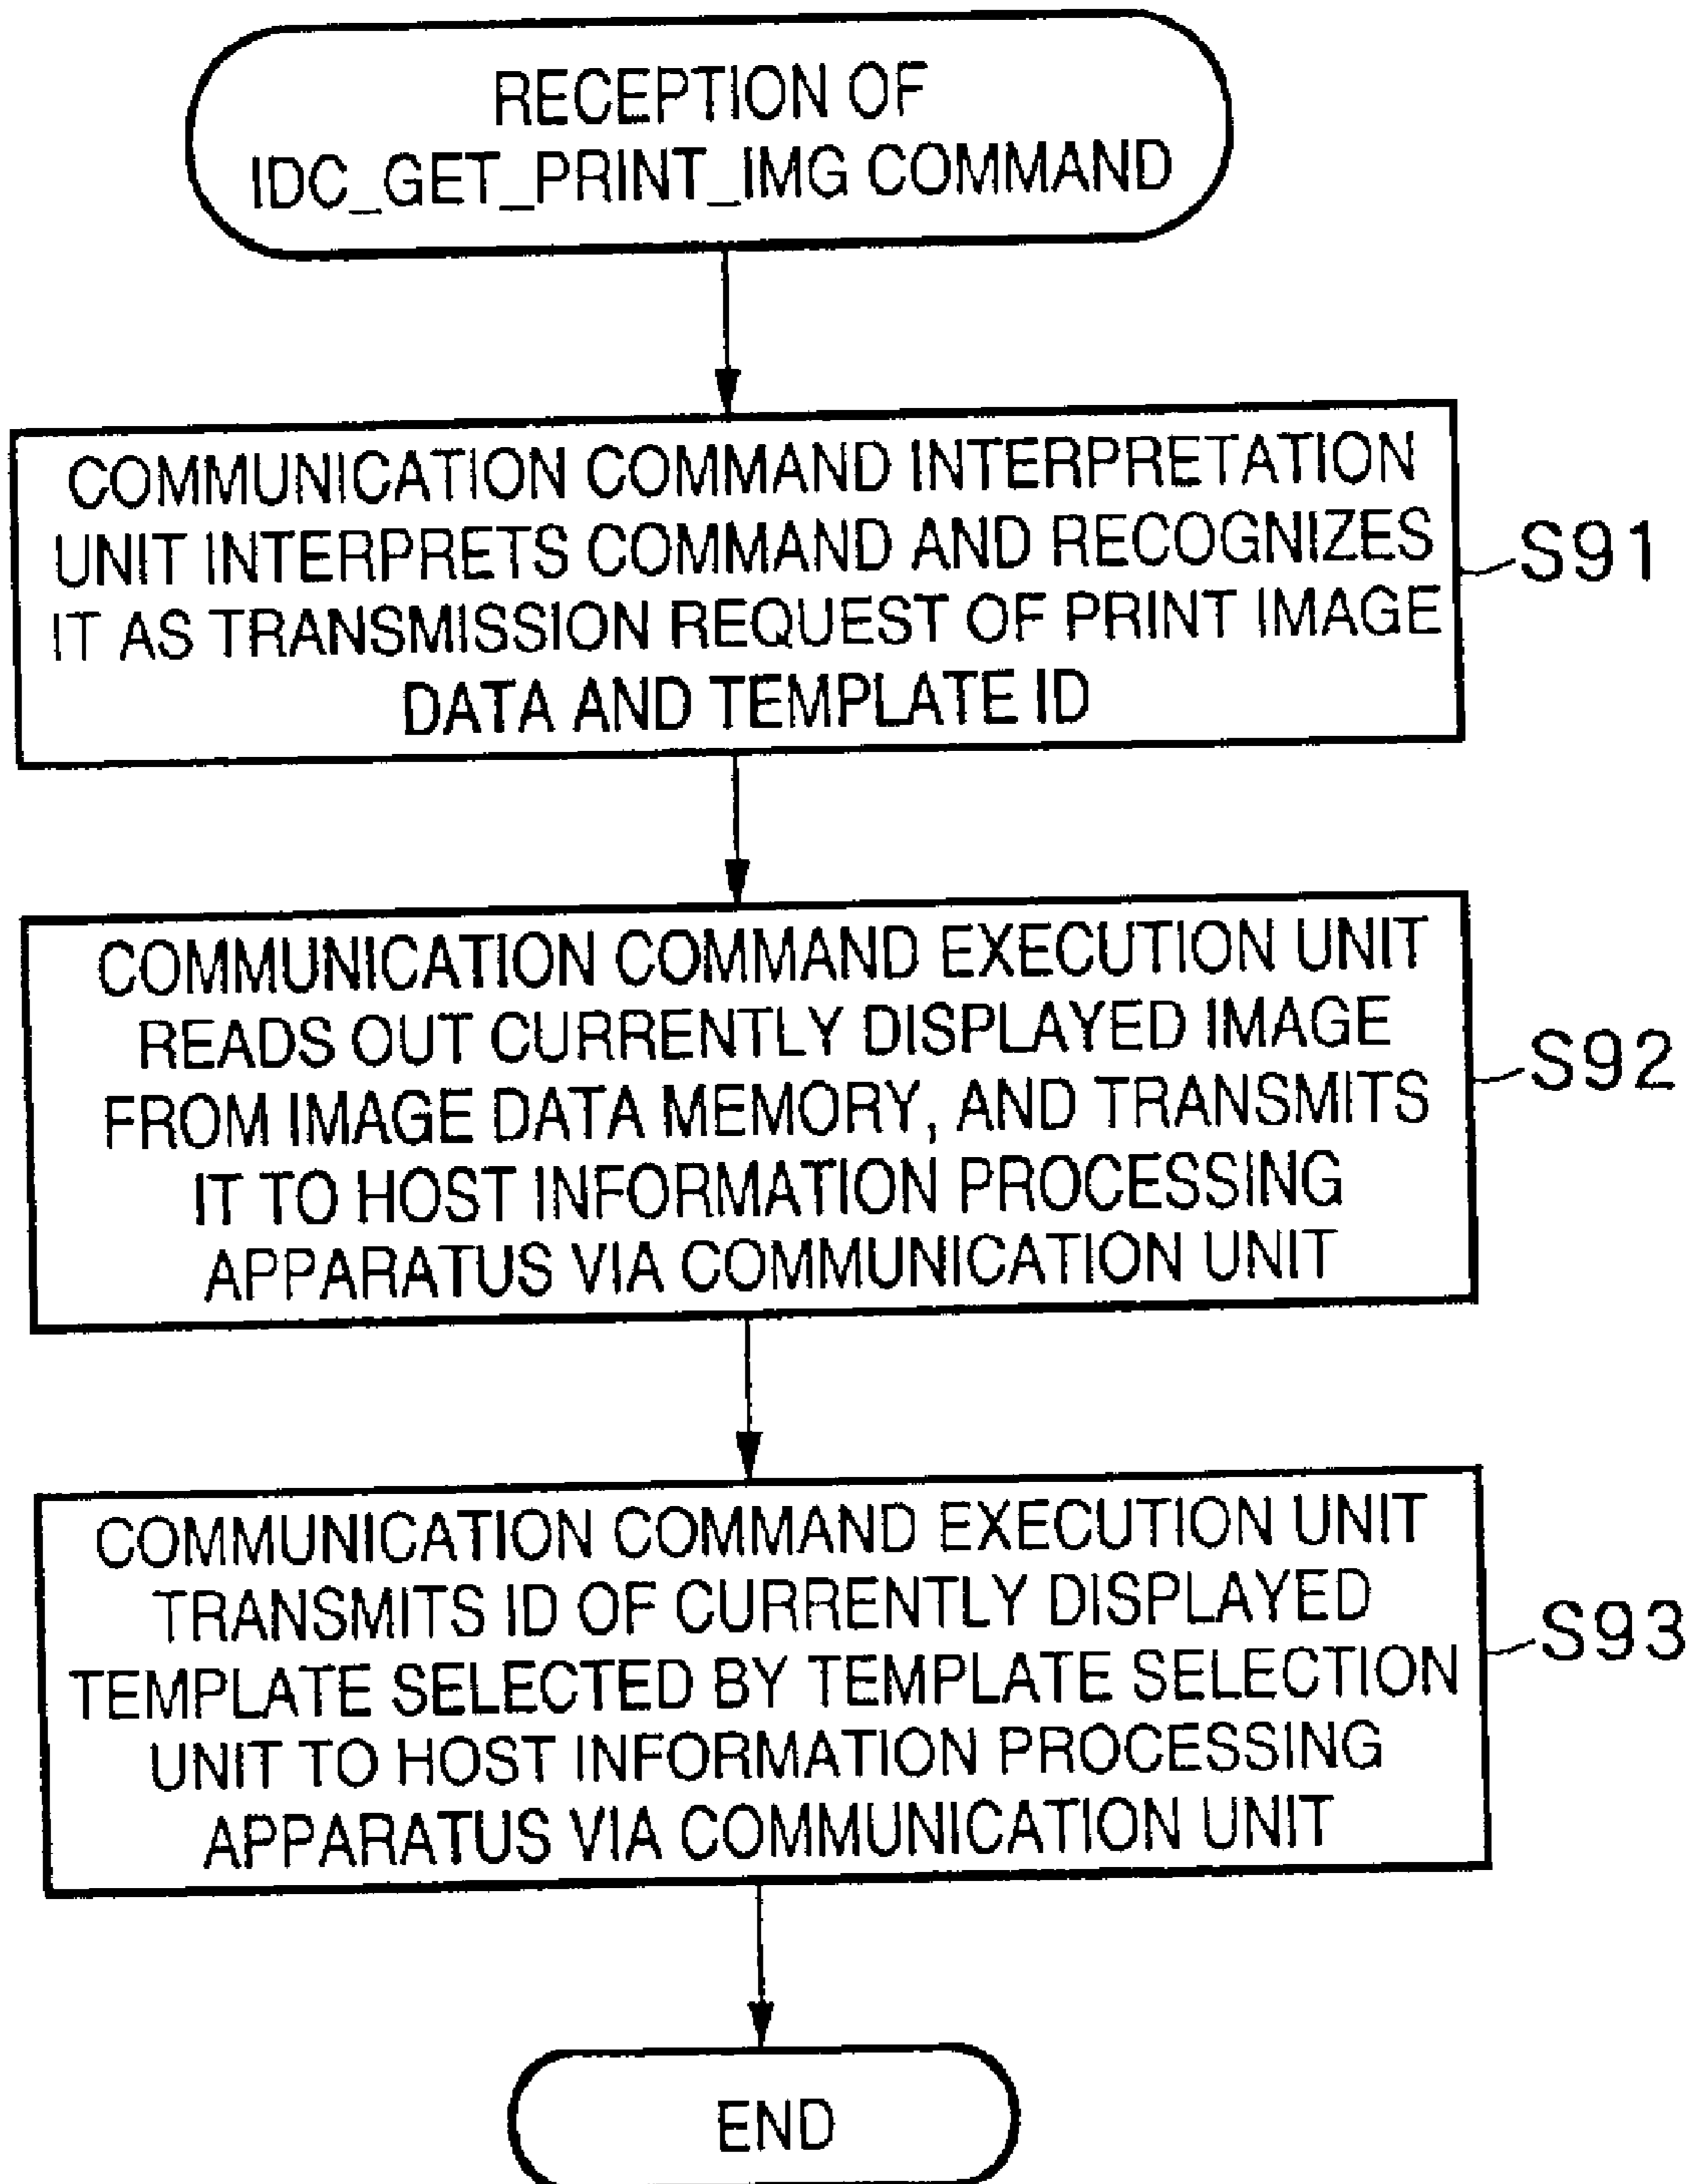 RECEPTION OF
IDC_GET_PRINT_IMG COMMAND
COMMUNICATION COMMAND INTERPRETATION
UNIT INTERPRETS COMMAND AND RECOGNIZES
IT AS TRANSMISSION REQUEST OF PRINT IMAGE
DATA AND TEMPLATE ID
S91
COMMUNICATION COMMAND EXECUTION UNIT
READS OUT CURRENTLY DISPLAYED IMAGE
FROM IMAGE DATA MEMORY, AND TRANSMITS
IT TO HOST INFORMATION PROCESSING
APPARATUS VIA COMMUNICATION UNIT
S92
COMMUNICATION COMMAND EXECUTION UNIT
TRANSMITS ID OF CURRENTLY DISPLAYED
TEMPLATE SELECTED BY TEMPLATE SELECTION
UNIT TO HOST INFORMATION PROCESSING
APPARATUS VIA COMMUNICATION UNIT
S93
END